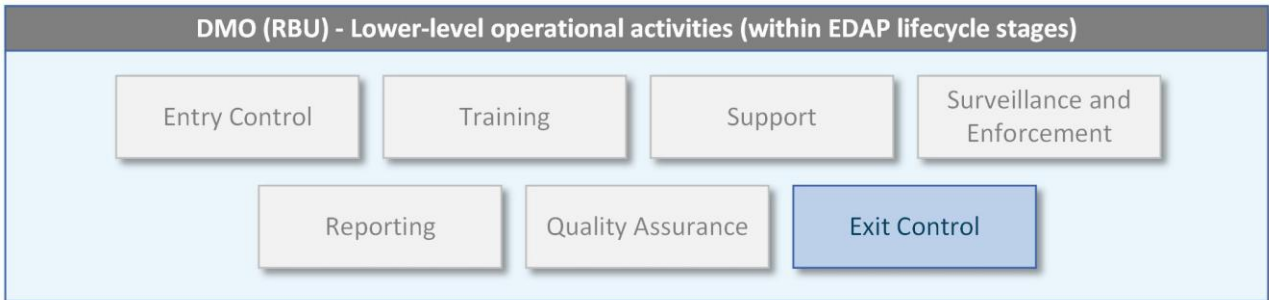 DMO (RBU) - Lower-level operational activities (within EDAP lifecycle stages)
Entry Control
Training
Support
Surveillance and
Enforcement
Reporting
Quality Assurance
Exit Control